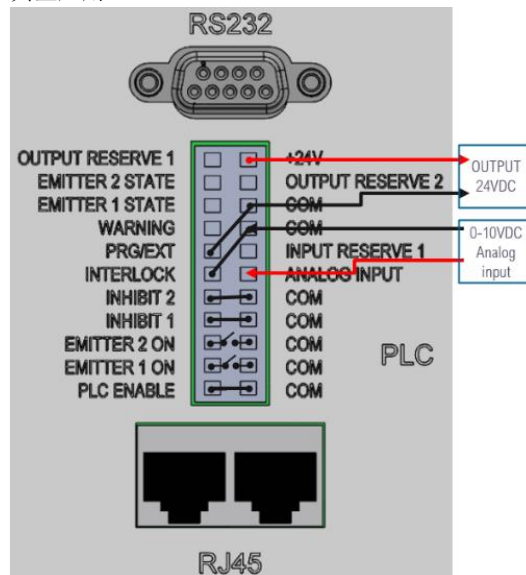 RS232
OUTPUT RESERVE 1 +24V
EMITTER 2 STATE OUTPUT RESERVE 2
EMITTER 1 STATE COM
WARNING COM
PRG/EXT INPUT RESERVE 1
INTERLOCK ANALOG INPUT
INHIBIT 2 COM
INHIBIT 1 COM
EMITTER 2 ON COM
EMITTER 1 ON COM
PLC ENABLE COM
PLC
OUTPUT
24VDC
0-10VDC
Analog
input
RJ45